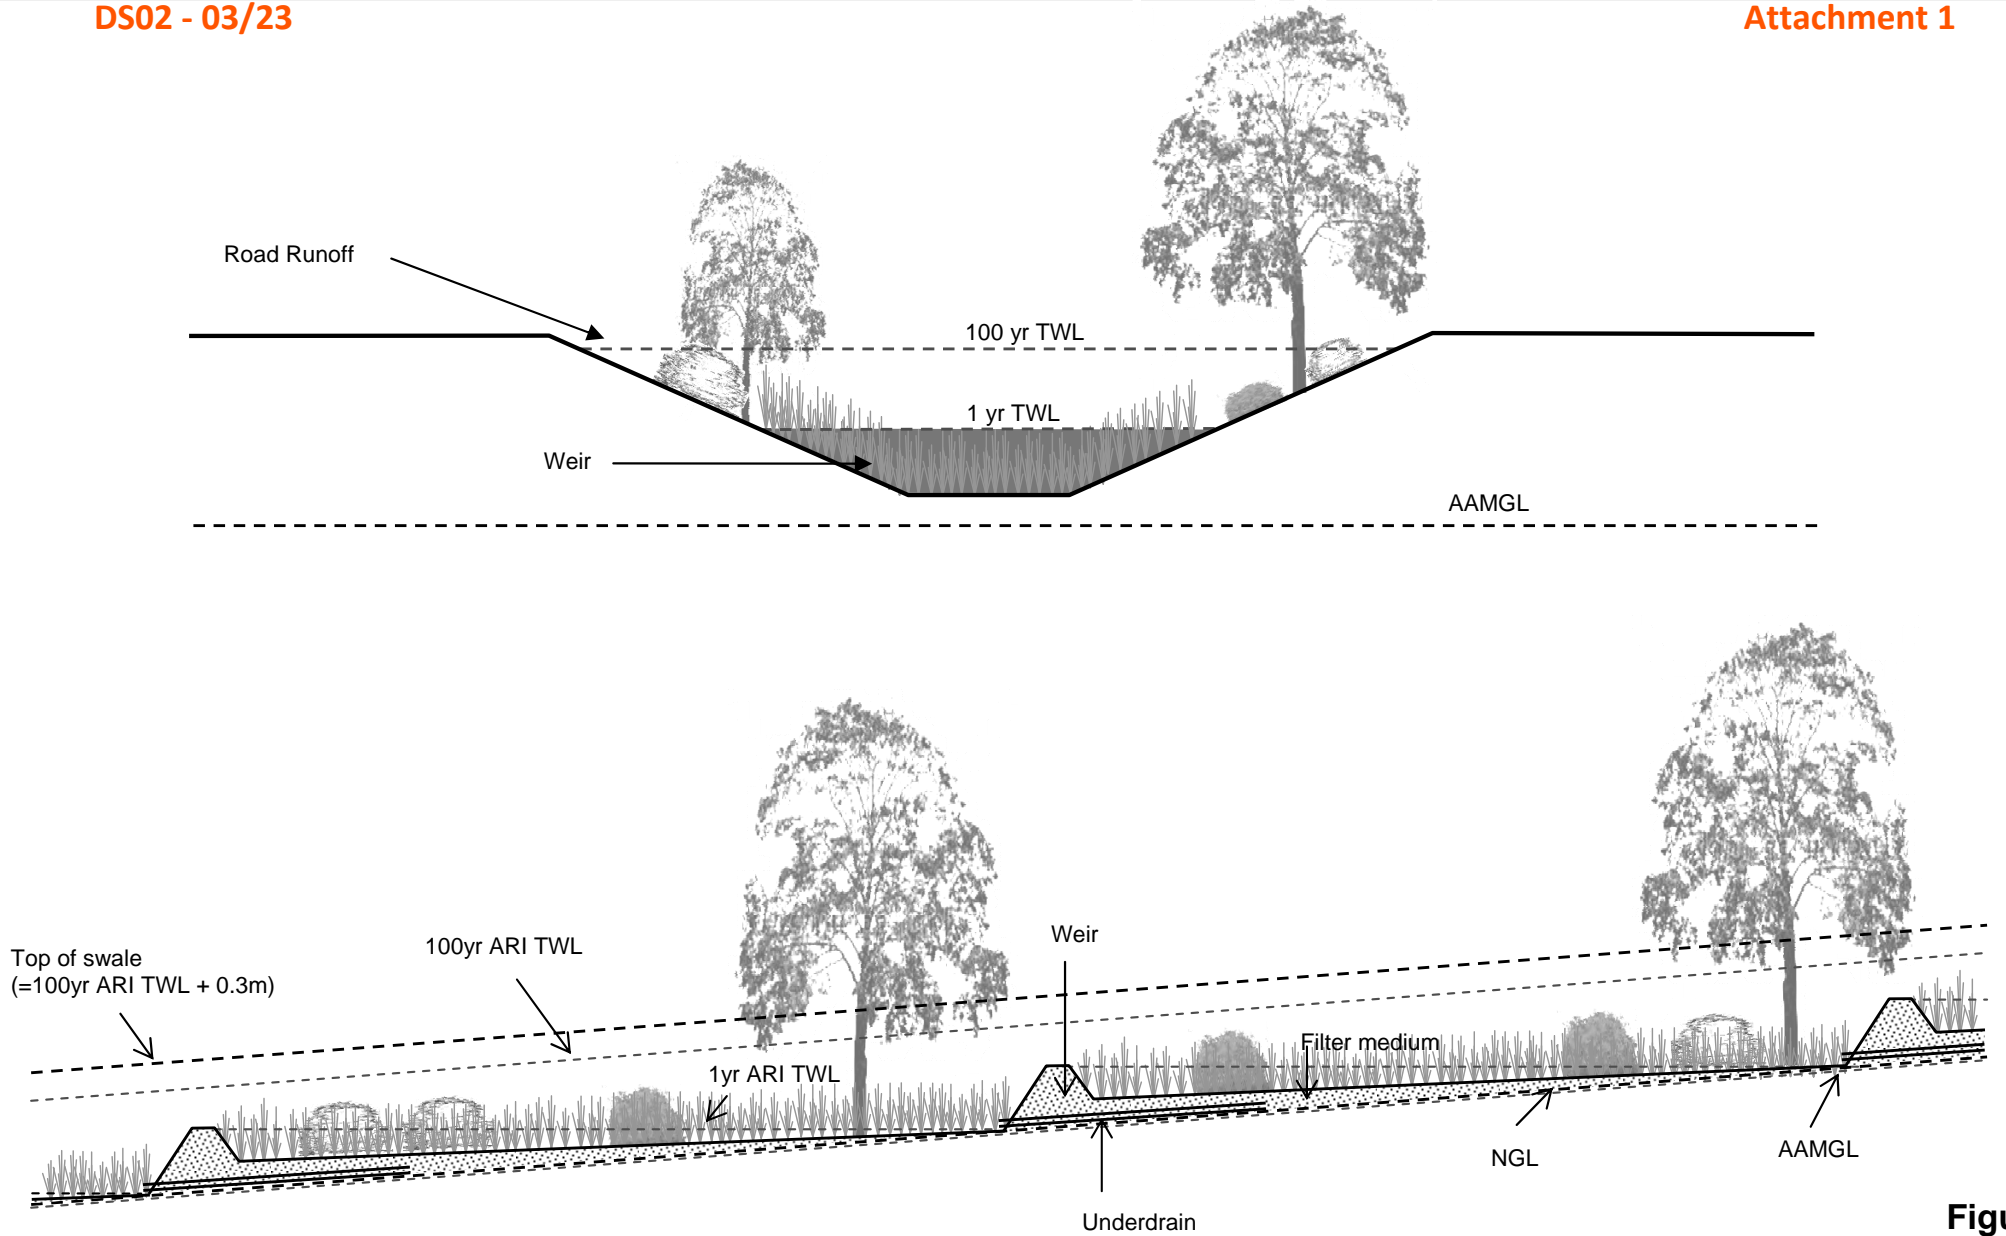 DS02 - 03/23
Attachment 1
Road Runoff
100 yr TWL
1 yr TWL
Weir
AAMGL
Weir
100yr ARI TWL
Top of swale
(=100yr ARI TWL + 0.3m)
Filter medium
1yr ARI TWL
NGL
AAMGL
Underdrain
Figu